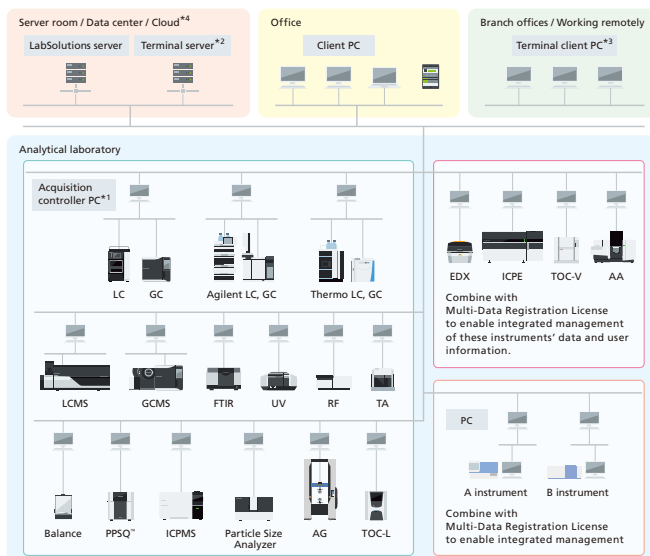 Server room / Data center / Cloud*4
LabSolutions server
Terminal server*2
Office
Client PC
Branch offices / Working remotely
Terminal client PC*3
Analytical laboratory
Acquisition
controller PC*1
LC
GC
Agilent LC, GC
Thermo LC, GC
LCMS
GCMS
FTIR
UV
RF
TA
Balance
PPSQ™
ICPMS
Particle Size
Analyzer
AG
TOC-L
EDX
ICPE
TOC-V
AA
Combine with
Multi-Data Registration License
to enable integrated management
of these instruments’ data and user
information.
PC
A instrument
B instrument
Combine with
Multi-Data Registration License
to enable integrated management